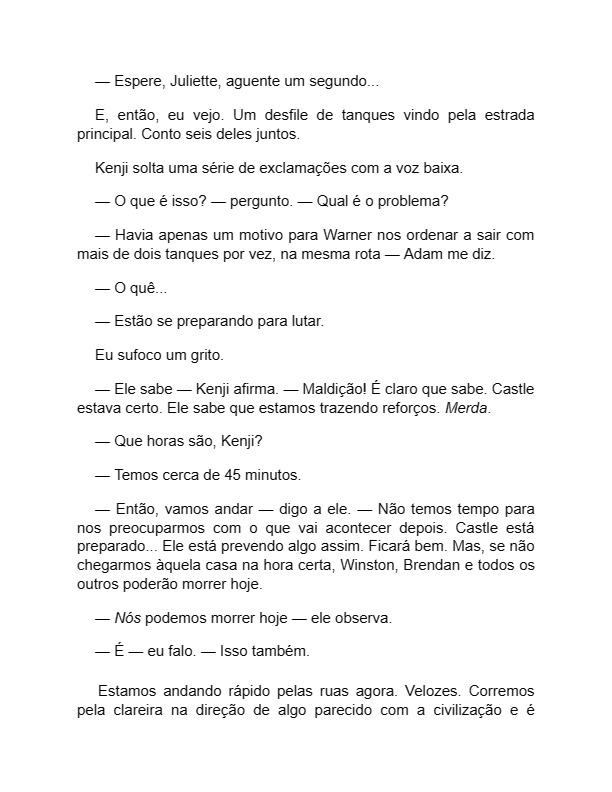 — Espere, Juliette, aguente um segundo...
E, então, eu vejo. Um desfile de tanques vindo pela estrada
principal. Conto seis deles juntos.
Kenji solta uma série de exclamações com a voz baixa.
— O que é isso? — pergunto. — Qual é o problema?
— Havia apenas um motivo para Warner nos ordenar a sair com
mais de dois tanques por vez, na mesma rota — Adam me diz.
— O quê...
— Estão se preparando para lutar.
Eu sufoco um grito.
— Ele sabe — Kenji afirma. — Maldição! É claro que sabe. Castle
estava certo. Ele sabe que estamos trazendo reforços. Merda.
— Que horas são, Kenji?
— Temos cerca de 45 minutos.
— Então, vamos andar — digo a ele. — Não temos tempo para
nos preocuparmos com o que vai acontecer depois. Castle está
preparado... Ele está prevendo algo assim. Ficará bem. Mas, se não
chegarmos àquela casa na hora certa, Winston, Brendan e todos os
outros poderão morrer hoje.
— Nós podemos morrer hoje — ele observa.
— É — eu falo. — Isso também.
Estamos andando rápido pelas ruas agora. Velozes. Corremos
pela clareira na direção de algo parecido com a civilização e é